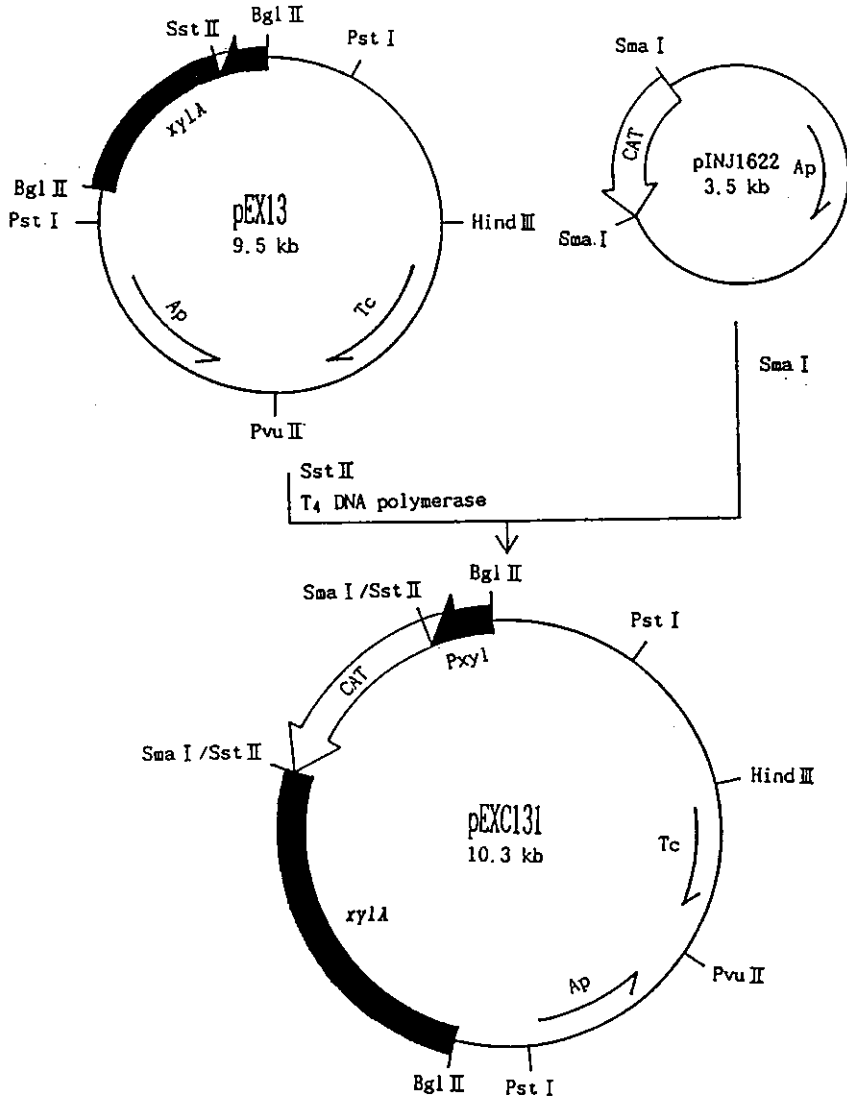 Bgl Ⅱ
Sst Ⅱ
Pst Ⅰ
xylA
Bgl Ⅱ
Pst Ⅰ
pEX13
9.5 kb
Hind Ⅲ
Ap
Tc
Pvu Ⅱ
Sma Ⅰ
CAT
pINJ1622
3.5 kb
Ap
Sma Ⅰ
Sma Ⅰ
Sst Ⅱ
T₄ DNA polymerase
Bgl Ⅱ
Sma Ⅰ/Sst Ⅱ
Pst Ⅰ
Pxyl
CAT
Sma Ⅰ/Sst Ⅱ
Hind Ⅲ
pEXC131
10.3 kb
Tc
xylA
Pvu Ⅱ
Ap
Bgl Ⅱ
Pst Ⅰ